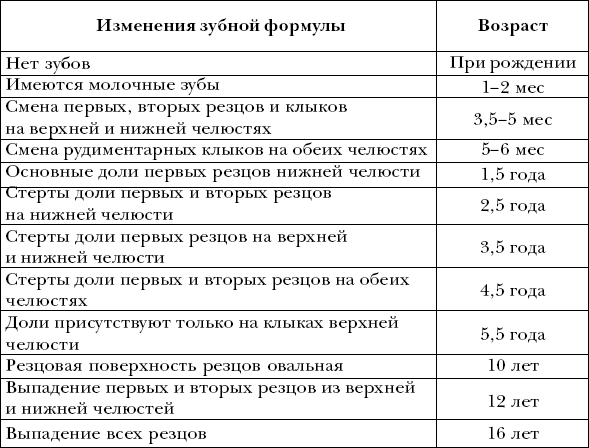 Изменения зубной формулы Возраст
Нет зубов При рождении
Имеются молочные зубы 1–2 мес
Смена первых, вторых резцов и клыков
на верхней и нижней челюстях 3,5–5 мес
Смена рудиментарных клыков на обеих челюстях 5–6 мес
Основные доли первых резцов нижней челюсти 1,5 года
Стерты доли первых и вторых резцов
на нижней челюсти 2,5 года
Стерты доли первых резцов на верхней
и нижней челюсти 3,5 года
Стерты доли первых и вторых резцов на обеих
челюстях 4,5 года
Доли присутствуют только на клыках верхней
челюсти 5,5 года
Резцовая поверхность резцов овальная 10 лет
Выпадение первых и вторых резцов из верхней
и нижней челюстей 12 лет
Выпадение всех резцов 16 лет